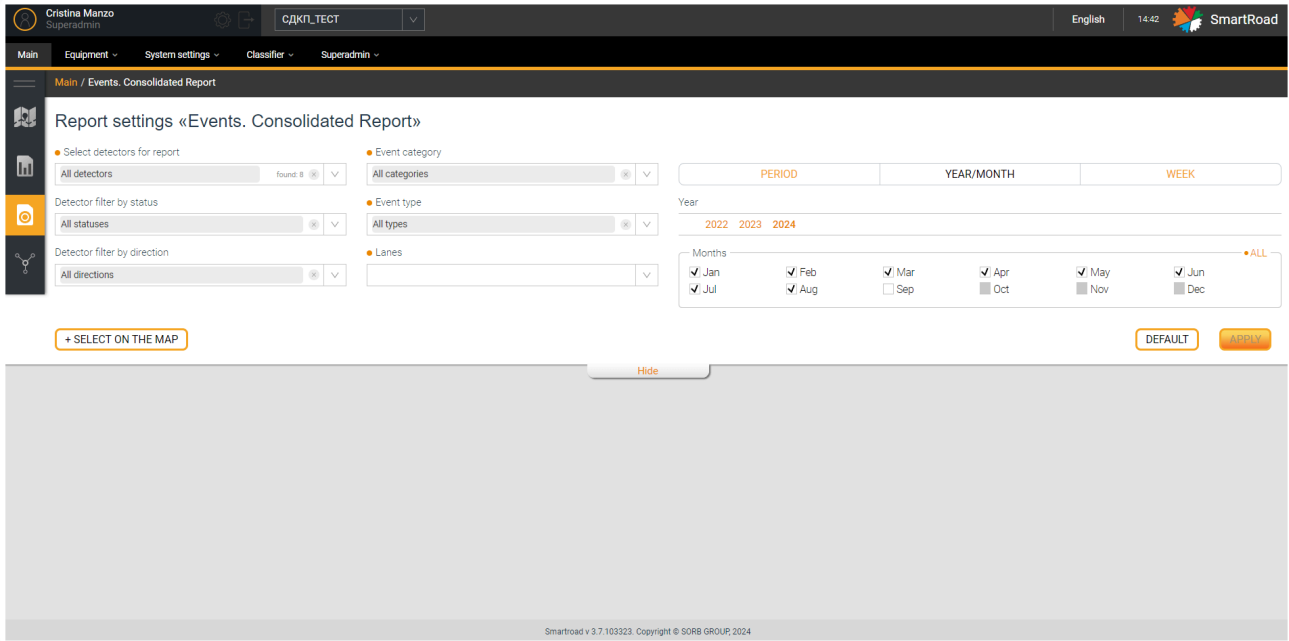 Cristina Manzo
Superadmin
СДКП_ТЕСТ
English
14:42
SmartRoad
Main Equipment System settings Classifier Superadmin
Main / Events. Consolidated Report
Report settings «Events. Consolidated Report»
Select detectors for report
All detectors
found: 8
Detector filter by status
All statuses
Detector filter by direction
All directions
Event category
All categories
Event type
All types
Lanes
PERIOD YEAR/MONTH WEEK
Year
2022 2023 2024
Months
ALL
Jan Feb Mar Apr May Jun
Jul Aug Sep Oct Nov Dec
+ SELECT ON THE MAP
DEFAULT
APPLY
Hide
Smartroad v 3.7.103323. Copyright © SORB GROUP, 2024